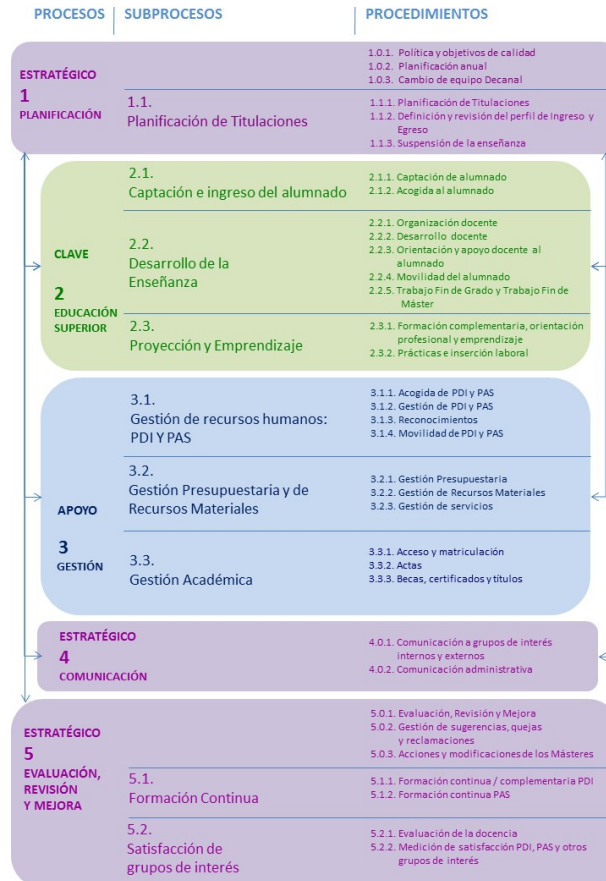 PROCESOS SUBPROCESOS PROCEDIMIENTOS
ESTRATÉGICO
1
PLANIFICACIÓN
1.0.1. Política y objetivos de calidad
1.0.2. Planificación anual
1.0.3. Cambio de equipo Decanal
1.1.
Planificación de Titulaciones
1.1.1. Planificación de Titulaciones
1.1.2. Definición y revisión del perfil de Ingreso y
Egreso
1.1.3. Suspensión de la enseñanza
CLAVE
2
EDUCACIÓN
SUPERIOR
2.1.
Captación e ingreso del alumnado
2.1.1. Captación de alumnado
2.1.2. Acogida al alumnado
2.2.
Desarrollo de la
Enseñanza
2.2.1. Organización docente
2.2.2. Desarrollo docente
2.2.3. Orientación y apoyo docente al
alumnado
2.2.4. Movilidad del alumnado
2.2.5. Trabajo Fin de Grado y Trabajo Fin de
Máster
2.3.
Proyección y Emprendizaje
2.3.1. Formación complementaria, orientación
profesional y emprendizaje
2.3.2. Prácticas e inserción laboral
APOYO
3
GESTIÓN
3.1.
Gestión de recursos humanos:
PDI Y PAS
3.1.1. Acogida de PDI y PAS
3.1.2. Gestión de PDI y PAS
3.1.3. Reconocimientos
3.1.4. Movilidad de PDI y PAS
3.2.
Gestión Presupuestaria y de
Recursos Materiales
3.2.1. Gestión Presupuestaria
3.2.2. Gestión de Recursos Materiales
3.2.3. Gestión de servicios
3.3.
Gestión Académica
3.3.1. Acceso y matriculación
3.3.2. Actas
3.3.3. Becas, certificados y títulos
ESTRATÉGICO
4
COMUNICACIÓN
4.0.1. Comunicación a grupos de interés
internos y externos
4.0.2. Comunicación administrativa
ESTRATÉGICO
5
EVALUACIÓN,
REVISIÓN
Y MEJORA
5.0.1. Evaluación, Revisión y Mejora
5.0.2. Gestión de sugerencias, quejas
y reclamaciones
5.0.3. Acciones y modificaciones de los Másteres
5.1.
Formación Continua
5.1.1. Formación continua / complementaria PDI
5.1.2. Formación continua PAS
5.2.
Satisfacción de
grupos de interés
5.2.1. Evaluación de la docencia
5.2.2. Medición de satisfacción PDI, PAS y otros
grupos de interés